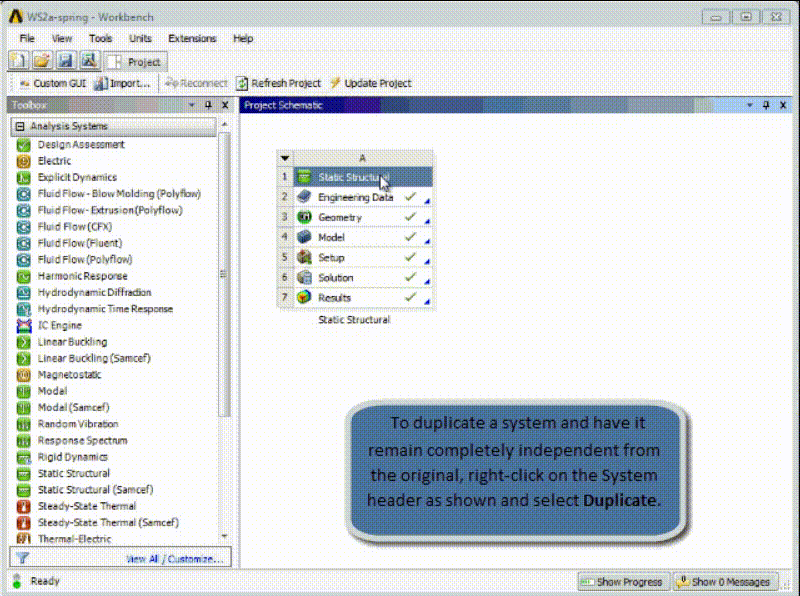 WS2a-spring - Workbench
File View Tools Units Extensions Help
Project
Custom GUI Import... Reconnect Refresh Project Update Project
Toolbox
Project Schematic
Analysis Systems
Design Assessment
Electric
Explicit Dynamics
Fluid Flow - Blow Molding (Polyflow)
Fluid Flow - Extrusion (Polyflow)
Fluid Flow (CFX)
Fluid Flow (Fluent)
Fluid Flow (Polyflow)
Harmonic Response
Hydrodynamic Diffraction
Hydrodynamic Time Response
IC Engine
Linear Buckling
Linear Buckling (Samcef)
Magnetostatic
Modal
Modal (Samcef)
Random Vibration
Response Spectrum
Rigid Dynamics
Static Structural
Static Structural (Samcef)
Steady-State Thermal
Steady-State Thermal (Samcef)
Thermal-Electric
View All / Customize...
A
1 Static Structural
2 Engineering Data
3 Geometry
4 Model
5 Setup
6 Solution
7 Results
Static Structural
To duplicate a system and have it
remain completely independent from
the original, right-click on the System
header as shown and select Duplicate.
Ready
Show Progress Show 0 Messages